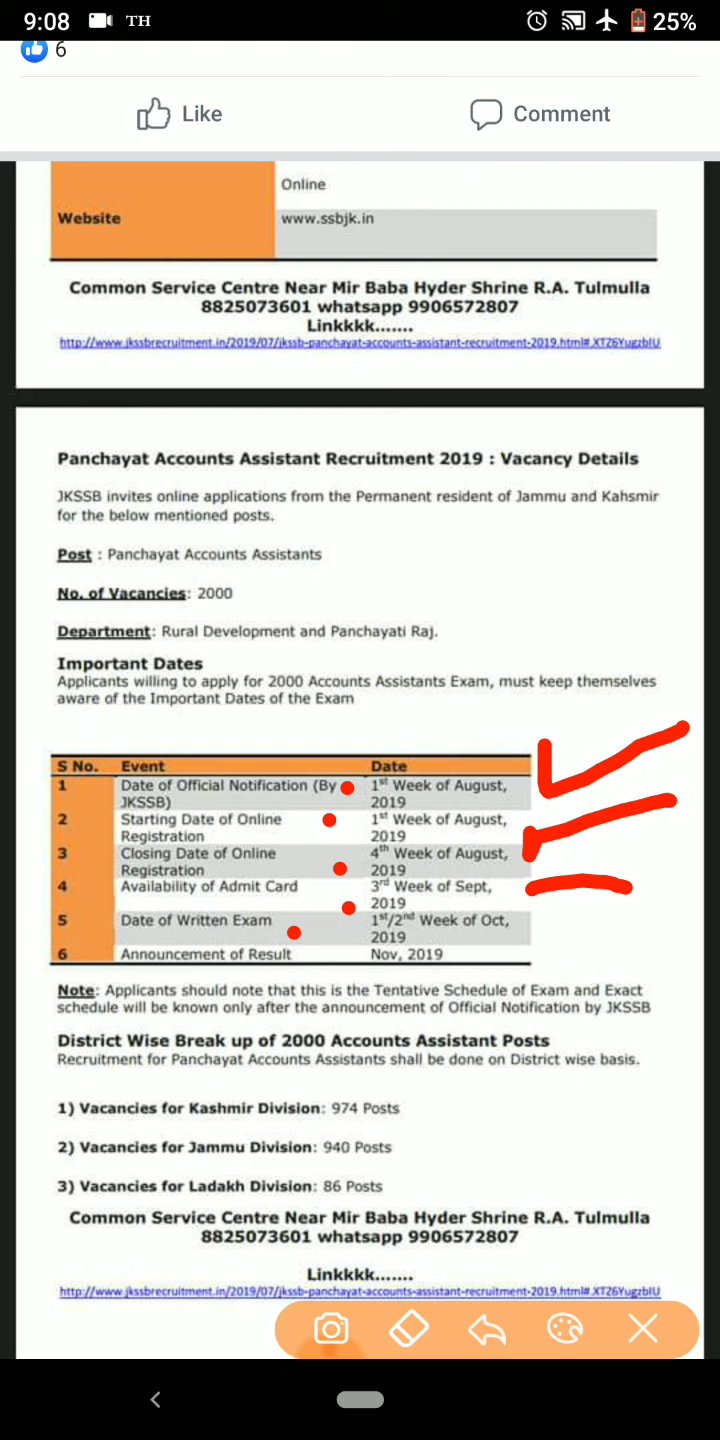 9:08 TH 25%
6
Like Comment
Online
Website www.ssbjk.in
Common Service Centre Near Mir Baba Hyder Shrine R.A. Tulmulla
8825073601 whatsapp 9906572807
Linkkkk.......
http://www.jkssbrecruitment.in/2019/07/jkssb-panchayat-accounts-assistant-recruitment-2019.html#.XTZ6YugzbIU
Panchayat Accounts Assistant Recruitment 2019 : Vacancy Details
JKSSB invites online applications from the Permanent resident of Jammu and Kahsmir
for the below mentioned posts.
Post : Panchayat Accounts Assistants
No. of Vacancies: 2000
Department: Rural Development and Panchayati Raj.
Important Dates
Applicants willing to apply for 2000 Accounts Assistants Exam, must keep themselves
aware of the Important Dates of the Exam
S No. Event Date
1 Date of Official Notification (By 1st Week of August,
JKSSB) 2019
2 Starting Date of Online 1st Week of August,
Registration 2019
3 Closing Date of Online 4th Week of August,
Registration 2019
4 Availability of Admit Card 3rd Week of Sept,
2019
5 Date of Written Exam 1st/2nd Week of Oct,
2019
6 Announcement of Result Nov, 2019
Note: Applicants should note that this is the Tentative Schedule of Exam and Exact
schedule will be known only after the announcement of Official Notification by JKSSB
District Wise Break up of 2000 Accounts Assistant Posts
Recruitment for Panchayat Accounts Assistants shall be done on District wise basis.
1) Vacancies for Kashmir Division: 974 Posts
2) Vacancies for Jammu Division: 940 Posts
3) Vacancies for Ladakh Division: 86 Posts
Common Service Centre Near Mir Baba Hyder Shrine R.A. Tulmulla
8825073601 whatsapp 9906572807
Linkkkk.......
http://www.jkssbrecruitment.in/2019/07/jkssb-panchayat-accounts-assistant-recruitment-2019.html#.XTZ6YugzbIU